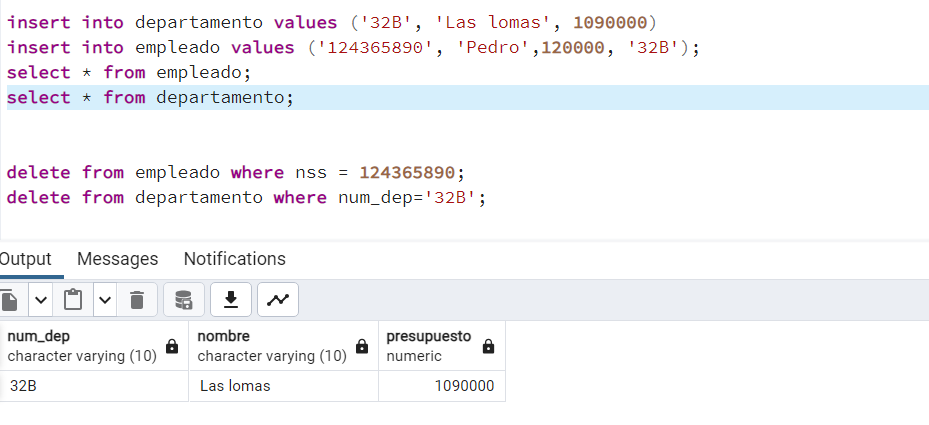 insert into departamento values ('32B', 'Las lomas', 1090000)
insert into empleado values ('124365890', 'Pedro',120000, '32B');
select * from empleado;
select * from departamento;
delete from empleado where nss = 124365890;
delete from departamento where num_dep='32B';
Output Messages Notifications
num_dep nombre presupuesto
character varying (10) character varying (10) numeric
32B Las lomas 1090000